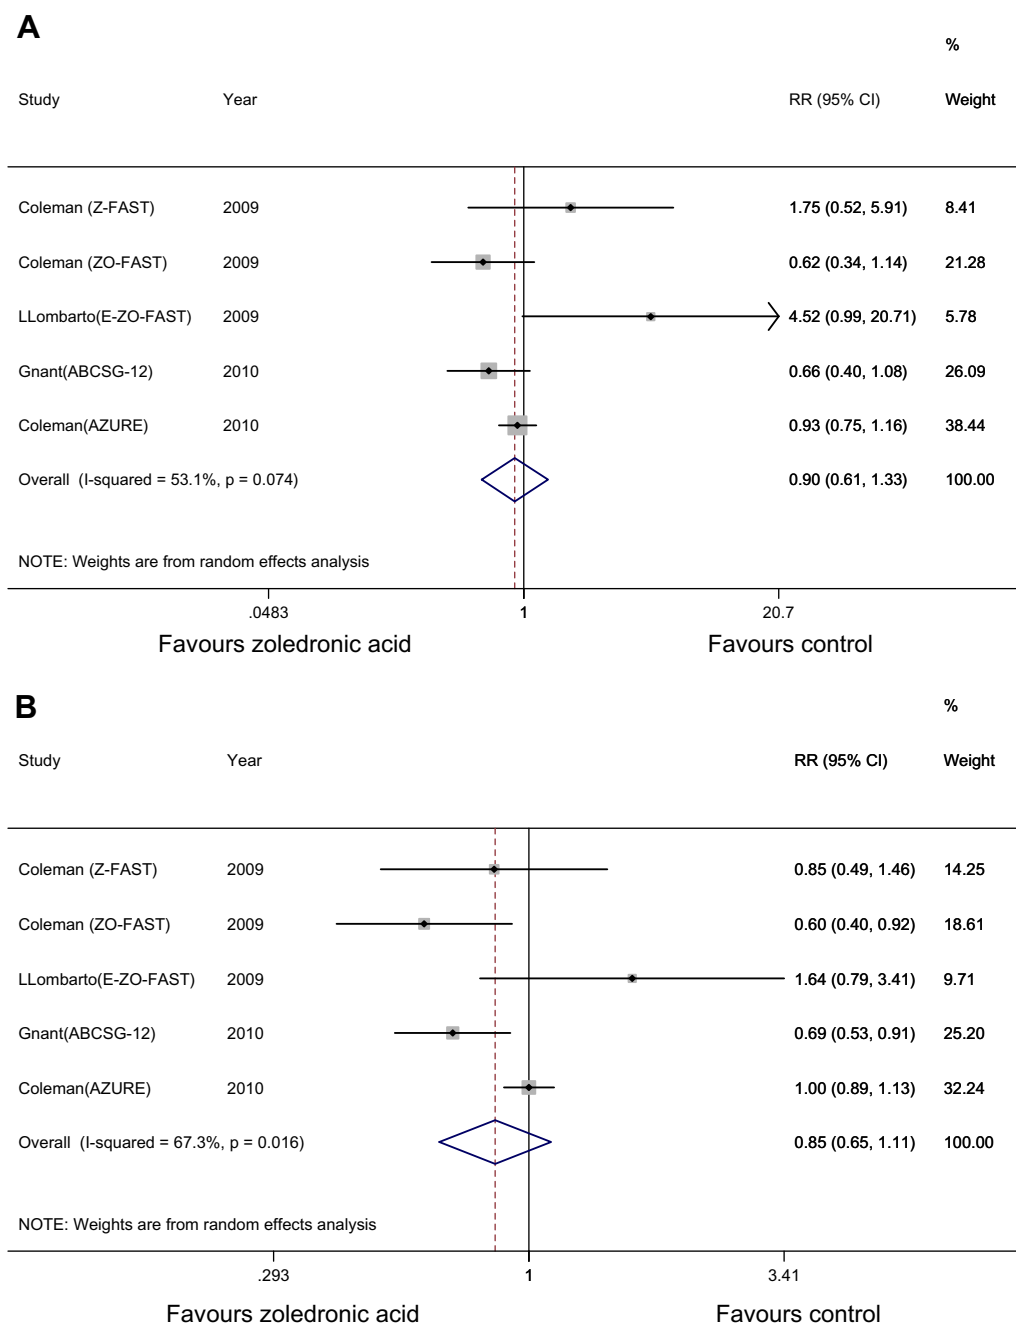 A
%
Study Year RR (95% CI) Weight
Coleman (Z-FAST) 2009 1.75 (0.52, 5.91) 8.41
Coleman (ZO-FAST) 2009 0.62 (0.34, 1.14) 21.28
LLombarto(E-ZO-FAST) 2009 4.52 (0.99, 20.71) 5.78
Gnant(ABCSG-12) 2010 0.66 (0.40, 1.08) 26.09
Coleman(AZURE) 2010 0.93 (0.75, 1.16) 38.44
Overall (I-squared = 53.1%, p = 0.074) 0.90 (0.61, 1.33) 100.00
NOTE: Weights are from random effects analysis
.0483 1 20.7
Favours zoledronic acid Favours control
B
%
Study Year RR (95% CI) Weight
Coleman (Z-FAST) 2009 0.85 (0.49, 1.46) 14.25
Coleman (ZO-FAST) 2009 0.60 (0.40, 0.92) 18.61
LLombarto(E-ZO-FAST) 2009 1.64 (0.79, 3.41) 9.71
Gnant(ABCSG-12) 2010 0.69 (0.53, 0.91) 25.20
Coleman(AZURE) 2010 1.00 (0.89, 1.13) 32.24
Overall (I-squared = 67.3%, p = 0.016) 0.85 (0.65, 1.11) 100.00
NOTE: Weights are from random effects analysis
.293 1 3.41
Favours zoledronic acid Favours control